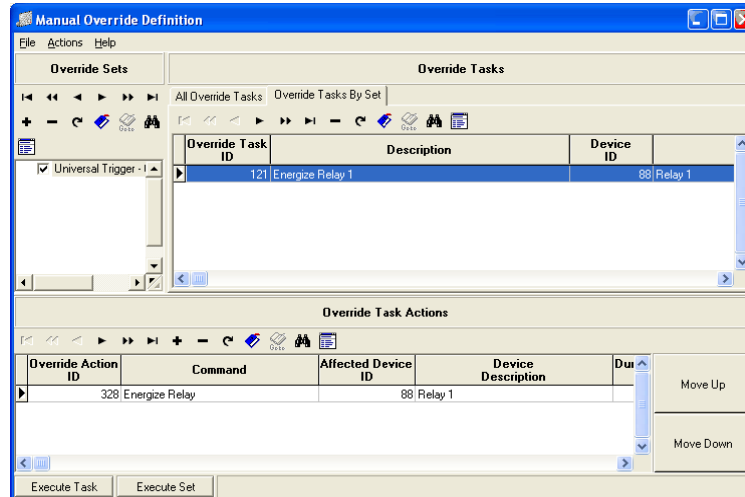 Manual Override Definition
File Actions Help
Override Sets
Override Tasks
All Override Tasks Override Tasks By Set
Goto
Goto
Override Task ID Description Device ID
Universal Trigger -
121 Energize Relay 1 88 Relay 1
Override Task Actions
Goto
Override Action ID Command Affected Device ID Device Description
328 Energize Relay 88 Relay 1
Move Up
Move Down
Execute Task Execute Set